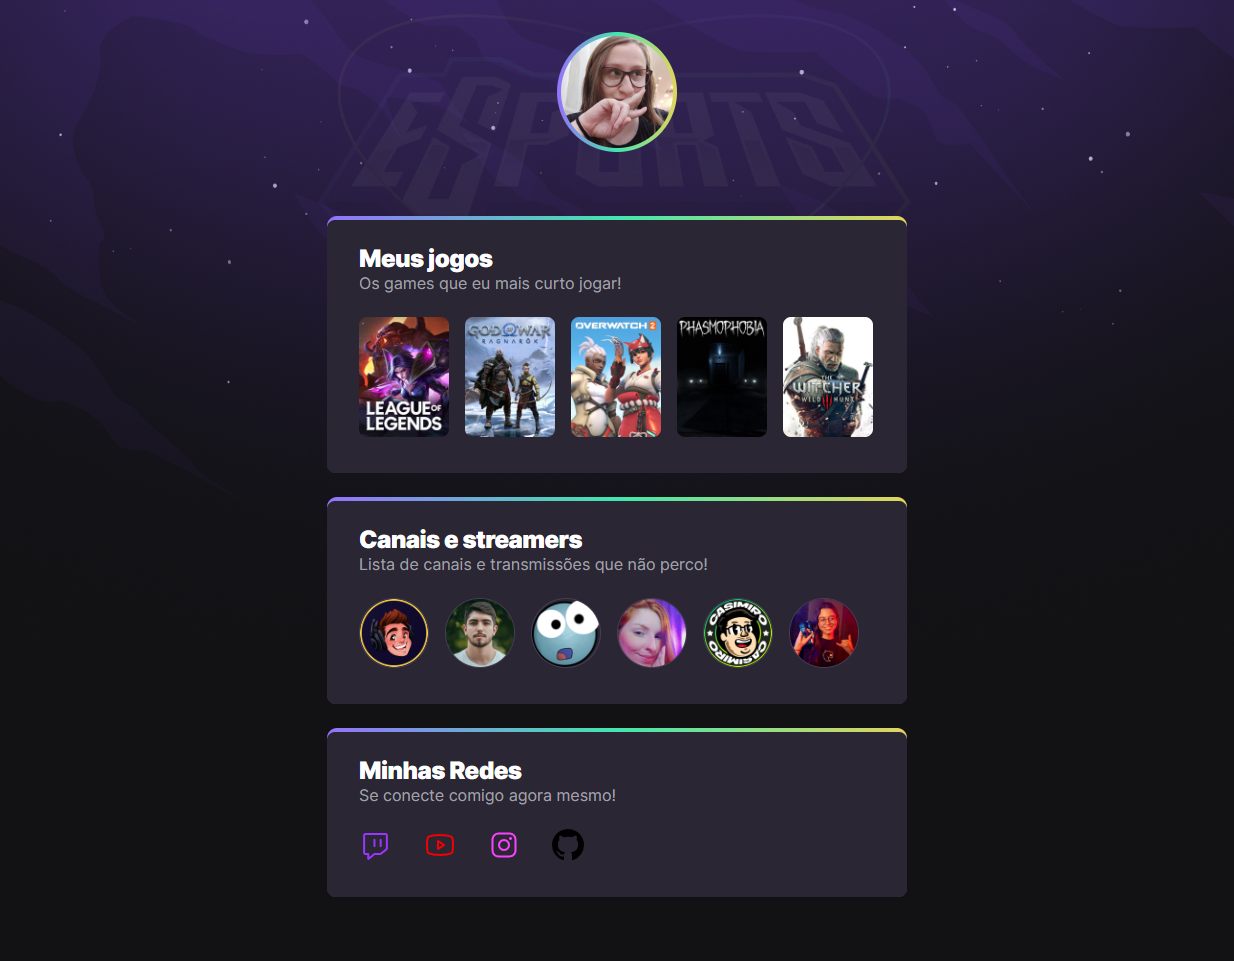 ESPORTS
Meus jogos
Os games que eu mais curto jogar!
LEAGUE OF
LEGENDS
GOD OF WAR
RAGNARÖK
OVERWATCH 2
PHASMOPHOBIA
THE
WITCHER
WILD HUNT
Canais e streamers
Lista de canais e transmissões que não perco!
CASIMIRO
CASIMIRO
Minhas Redes
Se conecte comigo agora mesmo!